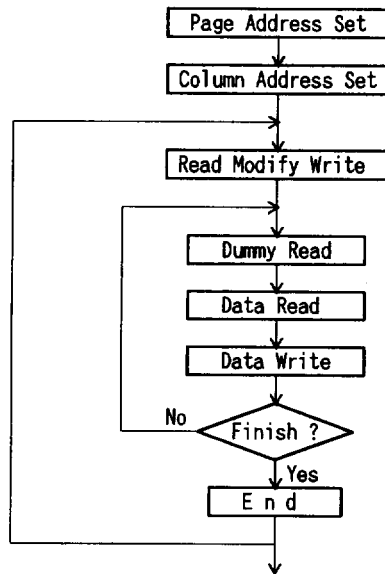 Page Address Set
Column Address Set
Read Modify Write
Dummy Read
Data Read
Data Write
No
Finish ?
Yes
E n d